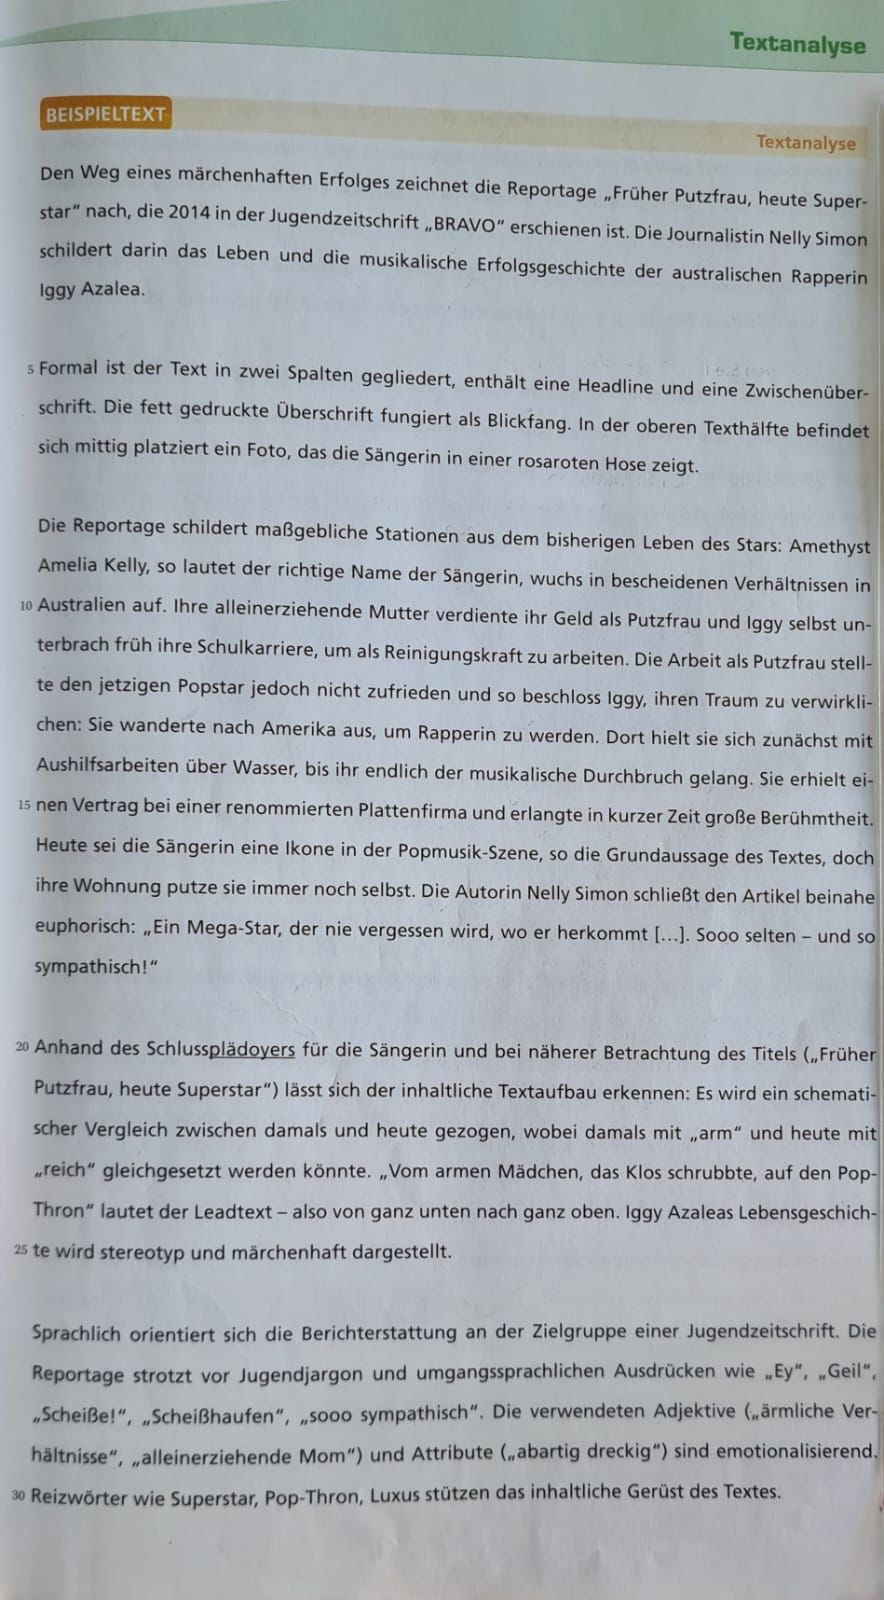 Textanalyse
BEISPIELTEXT
Textanalyse
Den Weg eines märchenhaften Erfolges zeichnet die Reportage „Früher Putzfrau, heute Super-
star“ nach, die 2014 in der Jugendzeitschrift „BRAVO“ erschienen ist. Die Journalistin Nelly Simon
schildert darin das Leben und die musikalische Erfolgsgeschichte der australischen Rapperin
Iggy Azalea.
5 Formal ist der Text in zwei Spalten gegliedert, enthält eine Headline und eine Zwischenüber-
schrift. Die fett gedruckte Überschrift fungiert als Blickfang. In der oberen Texthälfte befindet
sich mittig platziert ein Foto, das die Sängerin in einer rosaroten Hose zeigt.
Die Reportage schildert maßgebliche Stationen aus dem bisherigen Leben des Stars: Amethyst
Amelia Kelly, so lautet der richtige Name der Sängerin, wuchs in bescheidenen Verhältnissen in
10 Australien auf. Ihre alleinerziehende Mutter verdiente ihr Geld als Putzfrau und Iggy selbst un-
terbrach früh ihre Schulkarriere, um als Reinigungskraft zu arbeiten. Die Arbeit als Putzfrau stell-
te den jetzigen Popstar jedoch nicht zufrieden und so beschloss Iggy, ihren Traum zu verwirkli-
chen: Sie wanderte nach Amerika aus, um Rapperin zu werden. Dort hielt sie sich zunächst mit
Aushilfsarbeiten über Wasser, bis ihr endlich der musikalische Durchbruch gelang. Sie erhielt ei-
15 nen Vertrag bei einer renommierten Plattenfirma und erlangte in kurzer Zeit große Berühmtheit.
Heute sei die Sängerin eine Ikone in der Popmusik-Szene, so die Grundaussage des Textes, doch
ihre Wohnung putze sie immer noch selbst. Die Autorin Nelly Simon schließt den Artikel beinahe
euphorisch: „Ein Mega-Star, der nie vergessen wird, wo er herkommt [...]. Sooo selten – und so
sympathisch!“
20 Anhand des Schlussplädoyers für die Sängerin und bei näherer Betrachtung des Titels („Früher
Putzfrau, heute Superstar“) lässt sich der inhaltliche Textaufbau erkennen: Es wird ein schemati-
scher Vergleich zwischen damals und heute gezogen, wobei damals mit „arm“ und heute mit
„reich“ gleichgesetzt werden könnte. „Vom armen Mädchen, das Klos schrubbte, auf den Pop-
Thron“ lautet der Leadtext – also von ganz unten nach ganz oben. Iggy Azaleas Lebensgeschich-
25 te wird stereotyp und märchenhaft dargestellt.
Sprachlich orientiert sich die Berichterstattung an der Zielgruppe einer Jugendzeitschrift. Die
Reportage strotzt vor Jugendjargon und umgangssprachlichen Ausdrücken wie „Ey“, „Geil“,
„Scheiße!“, „Scheißhaufen“, „sooo sympathisch“. Die verwendeten Adjektive („ärmliche Ver-
hältnisse“, „alleinerziehende Mom“) und Attribute („abartig dreckig“) sind emotionalisierend.
30 Reizwörter wie Superstar, Pop-Thron, Luxus stützen das inhaltliche Gerüst des Textes.